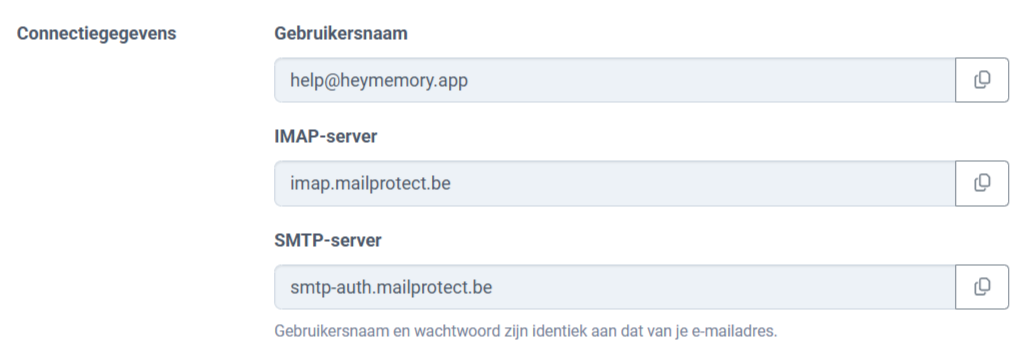 Connectiegegevens
Gebruikersnaam
help@heymemory.app
IMAP-server
imap.mailprotect.be
SMTP-server
smtp-auth.mailprotect.be
Gebruikersnaam en wachtwoord zijn identiek aan dat van je e-mailadres.